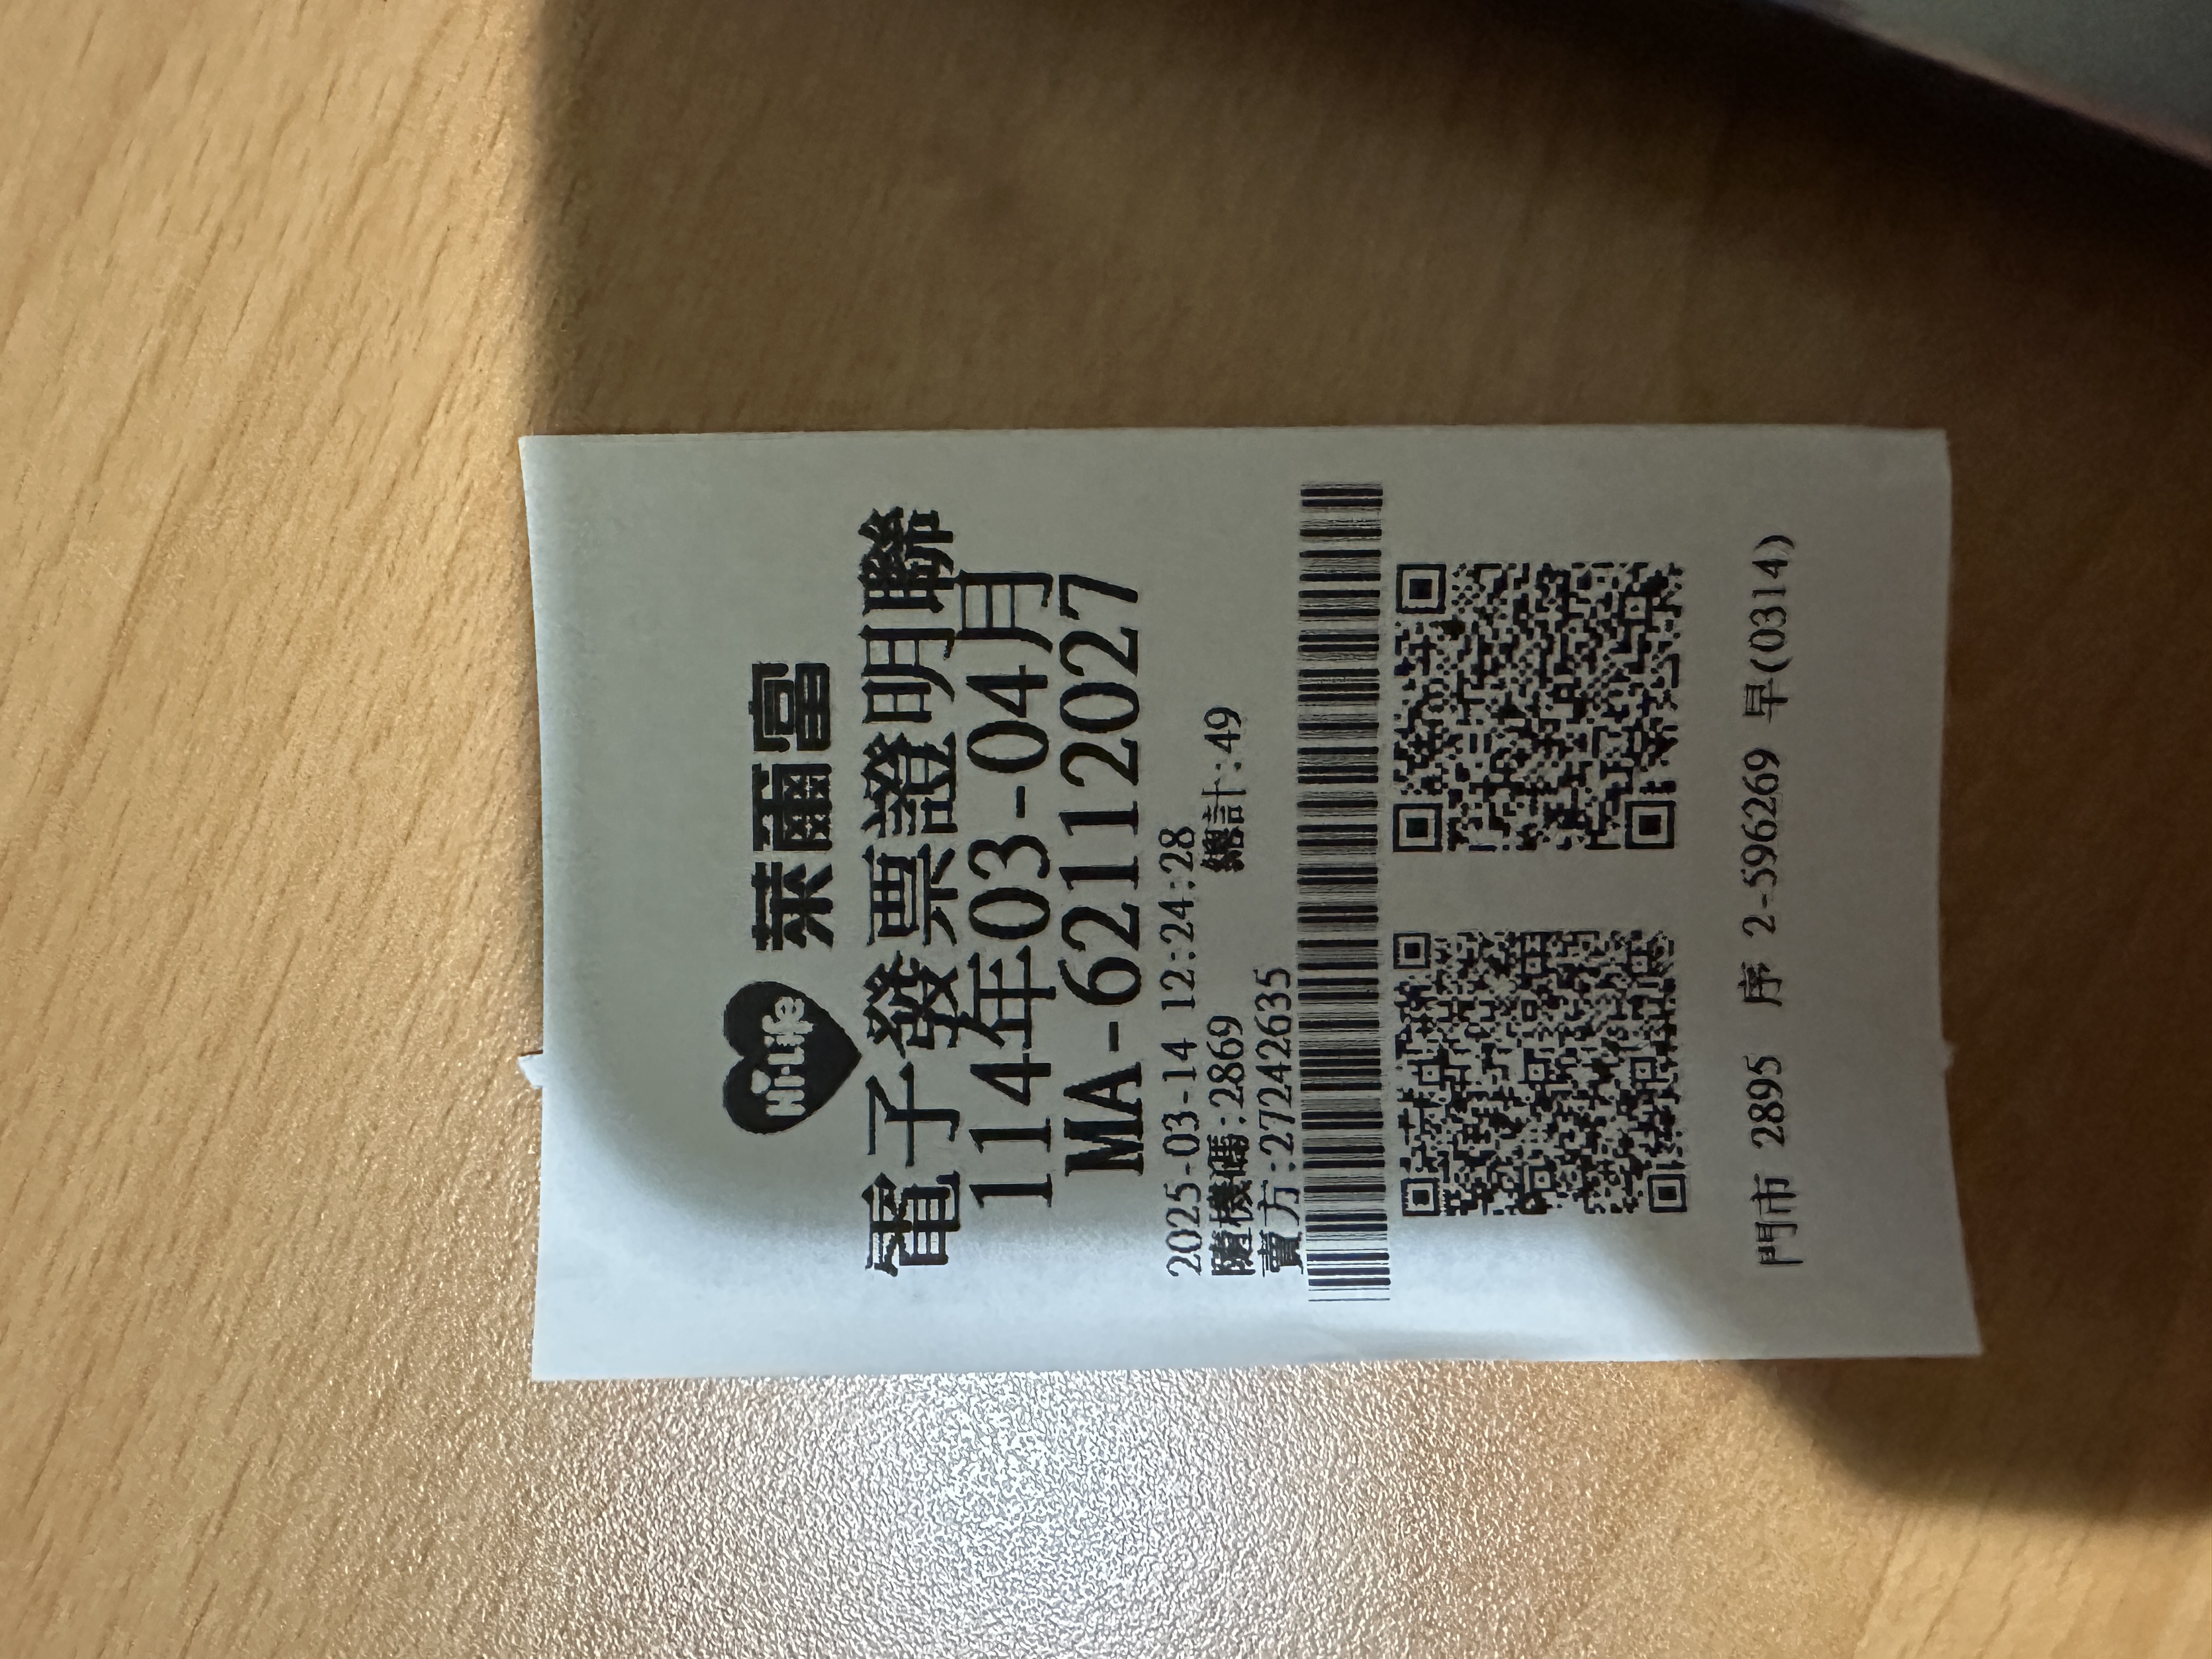 Hi-Life 萊爾富
電子發票證明聯
114年03-04月
MA-62112027
2025-03-14 12:24:28
隨機碼:2869 總計:49
賣方:27242635
門市 2895 序 2-596269 早(0314)